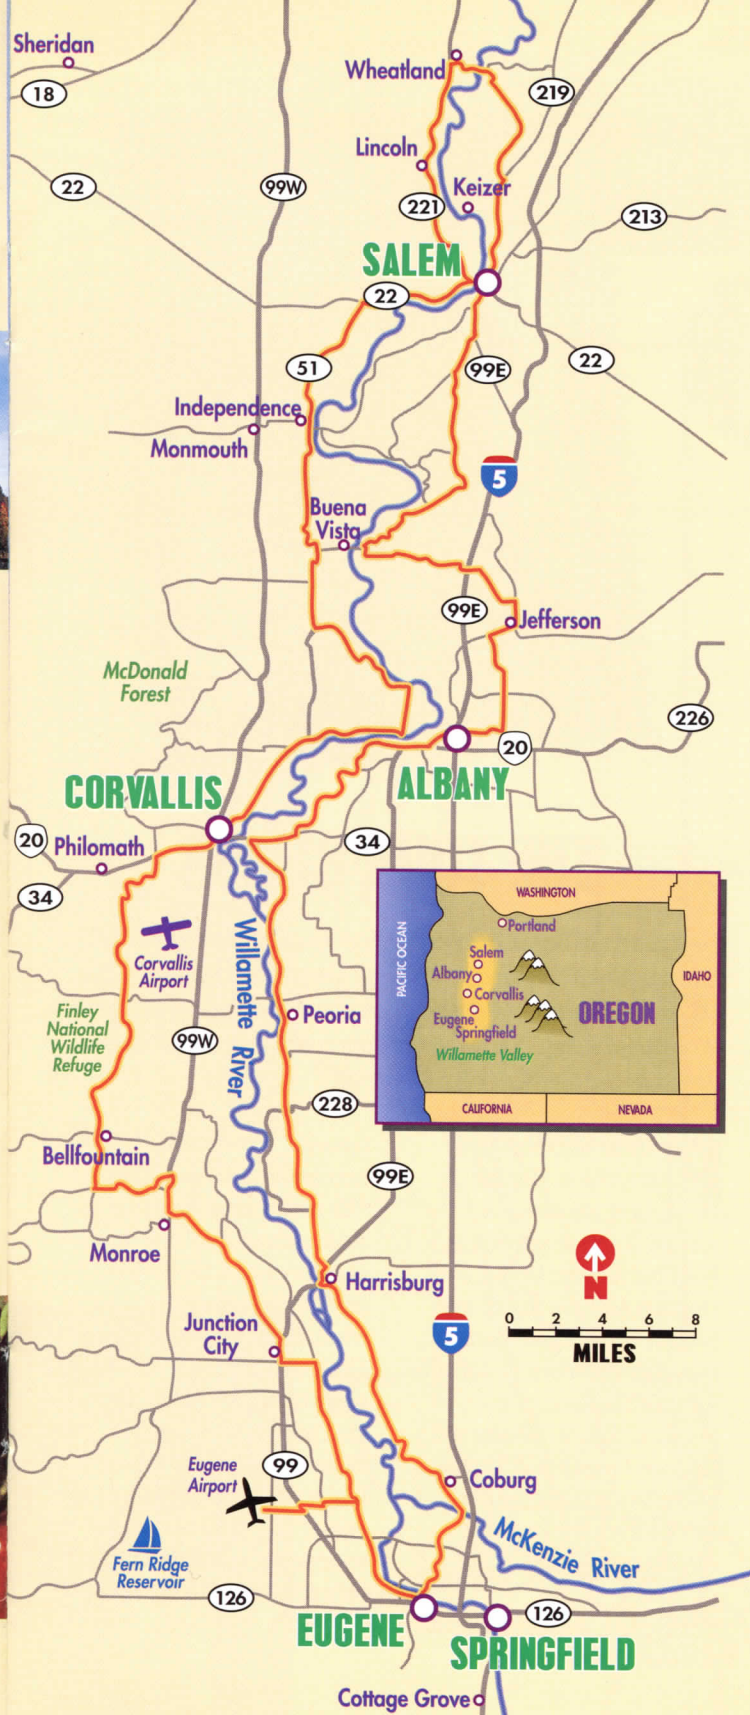 Sheridan
18
Wheatland
219
Lincoln
22
99W
Keizer
221
213
SALEM
22
51
99E
22
Independence
Monmouth
5
Buena
Vista
99E
Jefferson
McDonald
Forest
226
20
ALBANY
CORVALLIS
20
Philomath
34
34
WASHINGTON
Portland
PACIFIC OCEAN
Salem
Albany
Corvallis
Eugene
Springfield
OREGON
IDAHO
Willamette Valley
CALIFORNIA
NEVADA
Corvallis
Airport
Willamette River
Finley
National
Wildlife
Refuge
Peoria
99W
228
Bellfountain
99E
Monroe
N
Harrisburg
0 2 4 6 8
MILES
Junction
City
5
Eugene
Airport
99
Coburg
McKenzie River
Fern Ridge
Reservoir
126
126
EUGENE
SPRINGFIELD
Cottage Grove